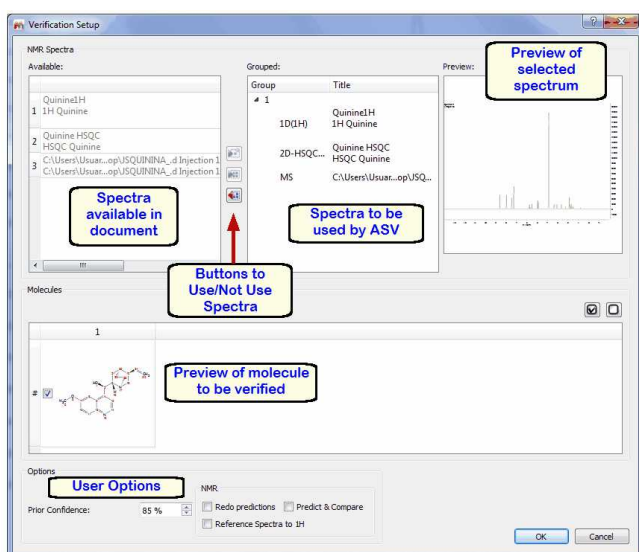 Verification Setup
NMR Spectra
Available:
Grouped:
Preview:
Preview of
selected
spectrum
Group Title
1
Quinine1H
1 1H Quinine
Quinine HSQC
2 HSQC Quinine
3 C:\Users\Usuar...op\JSQUININA_.d Injection 1
C:\Users\Usuar...op\JSQUININA_.d Injection 1
Quinine1H
1D(1H) 1H Quinine
Quinine HSQC
2D-HSQC... HSQC Quinine
MS C:\Users\Usuar...op\JSQ...
Spectra
available in
document
Spectra to be
used by ASV
Buttons to
Use/Not Use
Spectra
Molecules
1
#
Preview of molecule
to be verified
Options
User Options
NMR
Prior Confidence: 85 %
Redo predictions Predict & Compare
Reference Spectra to 1H
OK Cancel